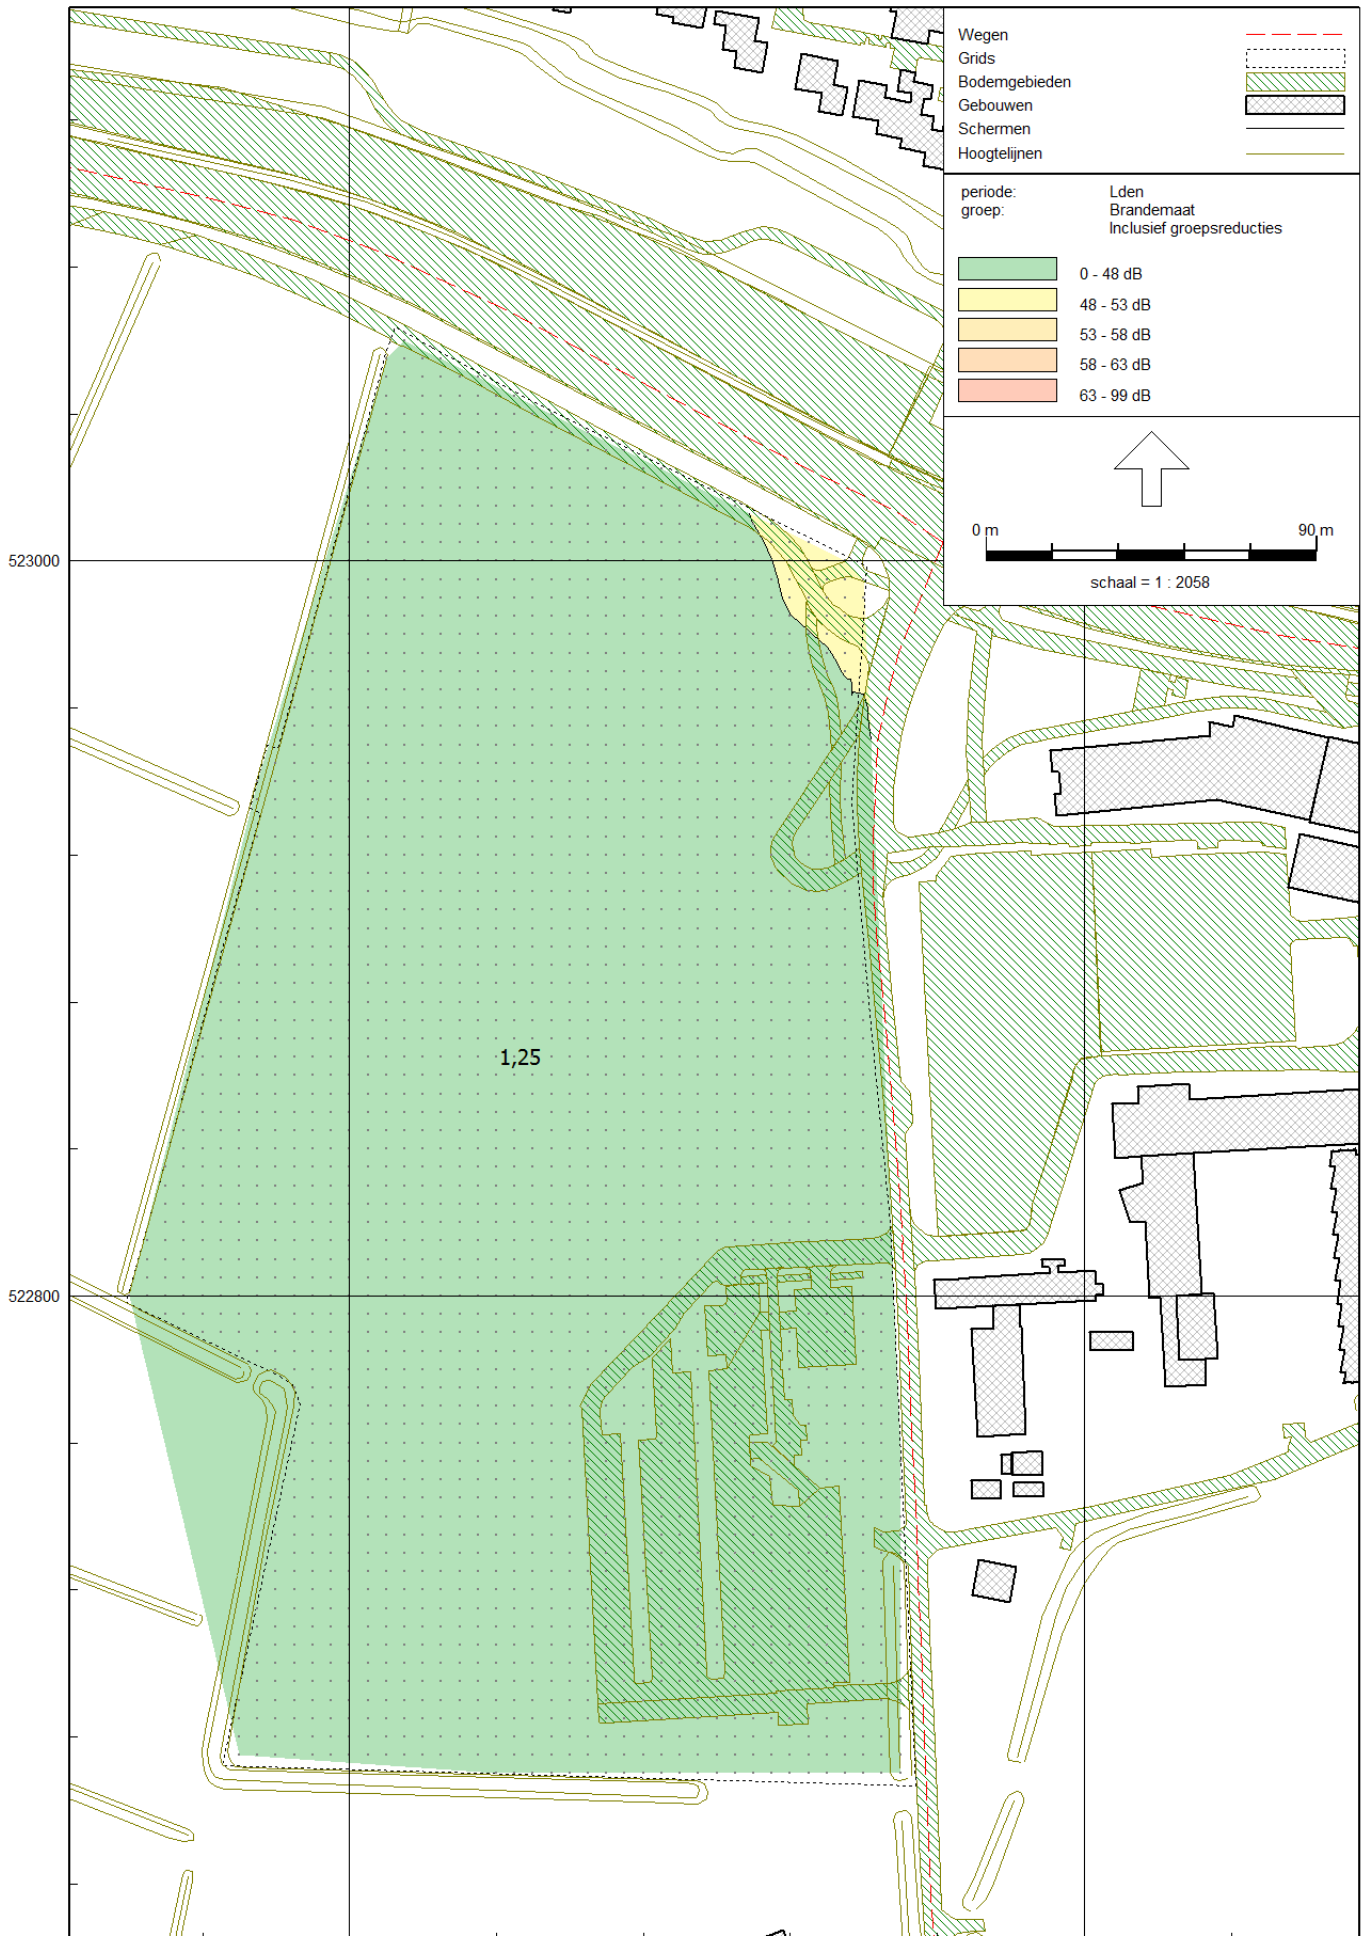 Wegen
Grids
Bodemgebieden
Gebouwen
Schermen
Hoogtelijnen
periode: Lden
groep: Brandemaat
Inclusief groepsreducties
0 - 48 dB
48 - 53 dB
53 - 58 dB
58 - 63 dB
63 - 99 dB
0 m 90 m
schaal = 1 : 2058
523000
1,25
522800